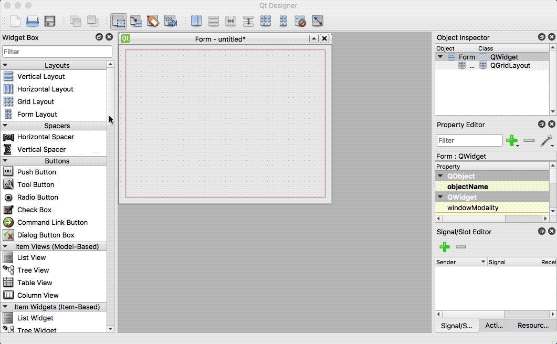 Qt Designer
Widget Box
Filter
Layouts
Vertical Layout
Horizontal Layout
Grid Layout
Form Layout
Spacers
Horizontal Spacer
Vertical Spacer
Buttons
Push Button
Tool Button
Radio Button
Check Box
Command Link Button
Dialog Button Box
Item Views (Model-Based)
List View
Tree View
Table View
Column View
Item Widgets (Item-Based)
List Widget
Tree Widget
Qt Form - untitled*
Object Inspector
Object Class
Form QWidget
... QGridLayout
Property Editor
Filter
Form : QWidget
Property
QObject
objectName
QWidget
windowModality
Signal/Slot Editor
Sender Signal Recei
Signal/S... Acti... Resourc...